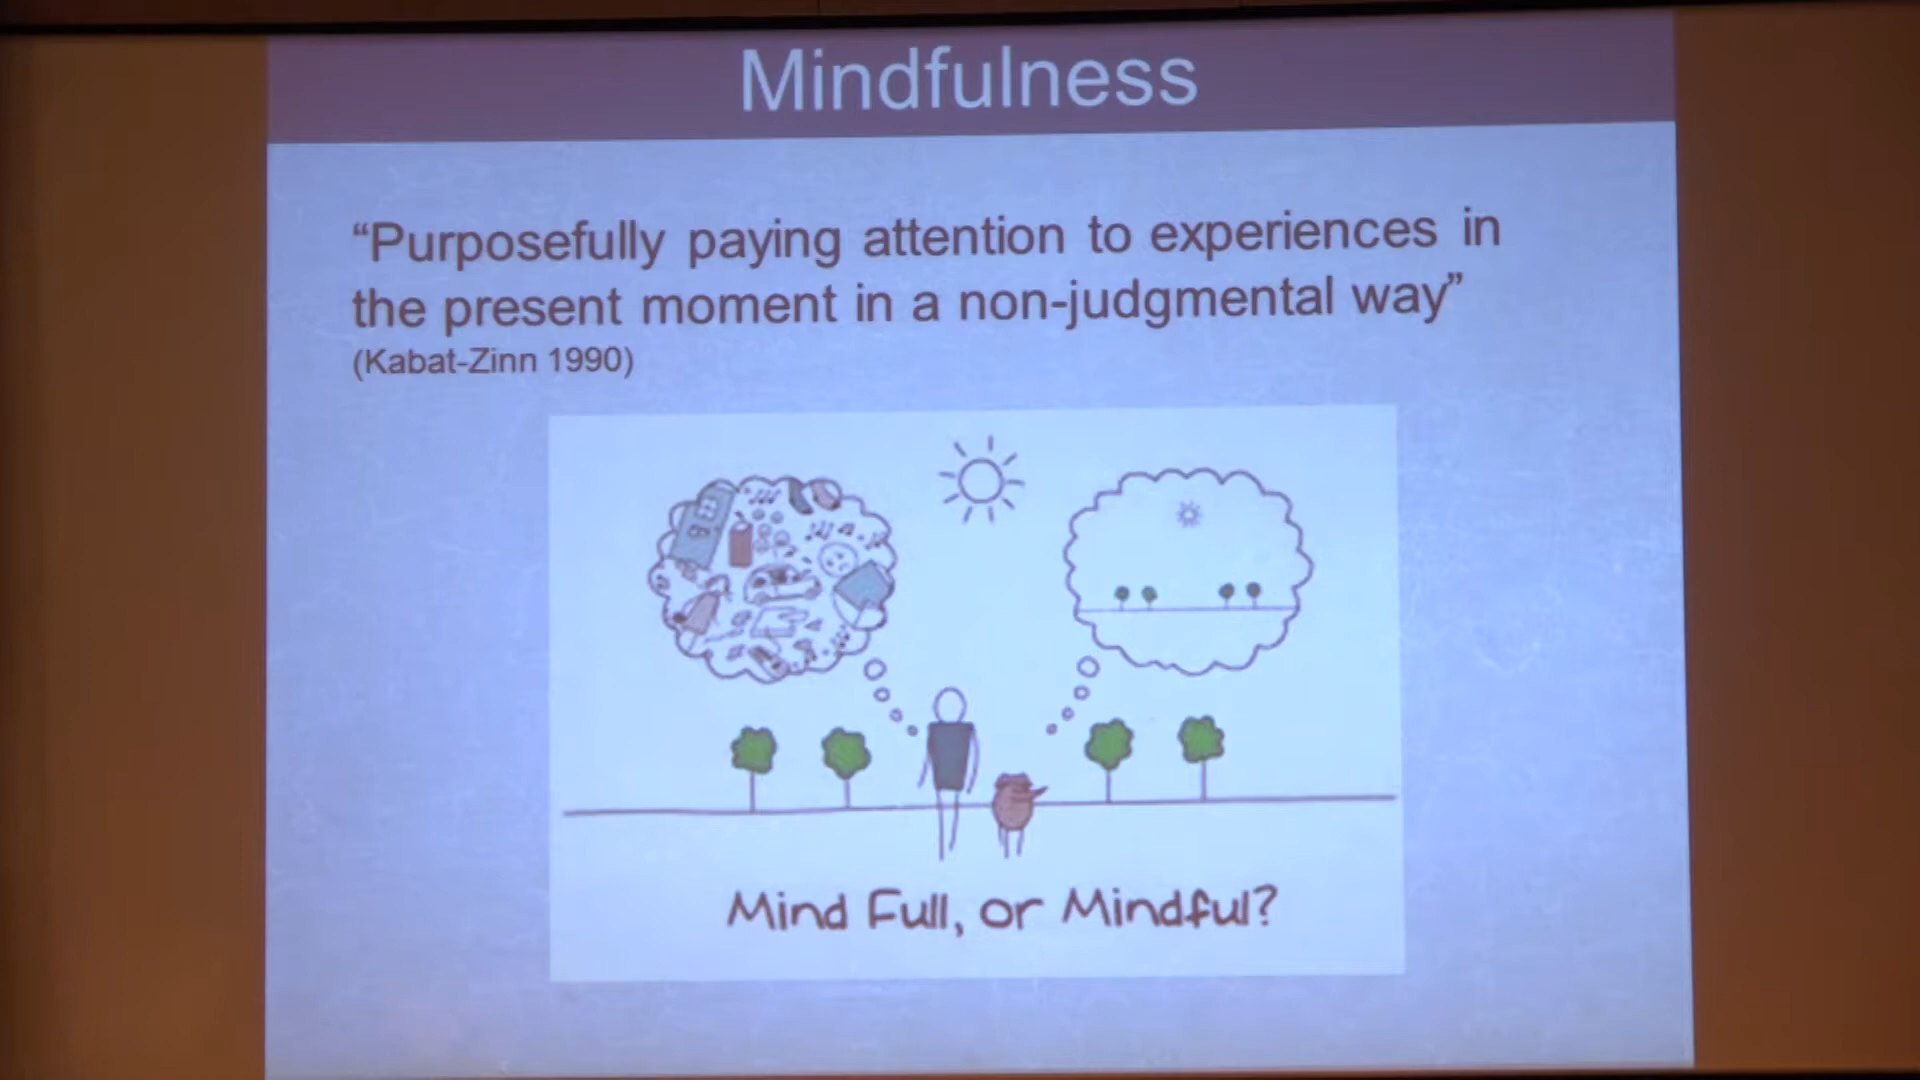 Mindfulness
“Purposefully paying attention to experiences in
the present moment in a non-judgmental way”
(Kabat-Zinn 1990)
Mind Full, or Mindful?